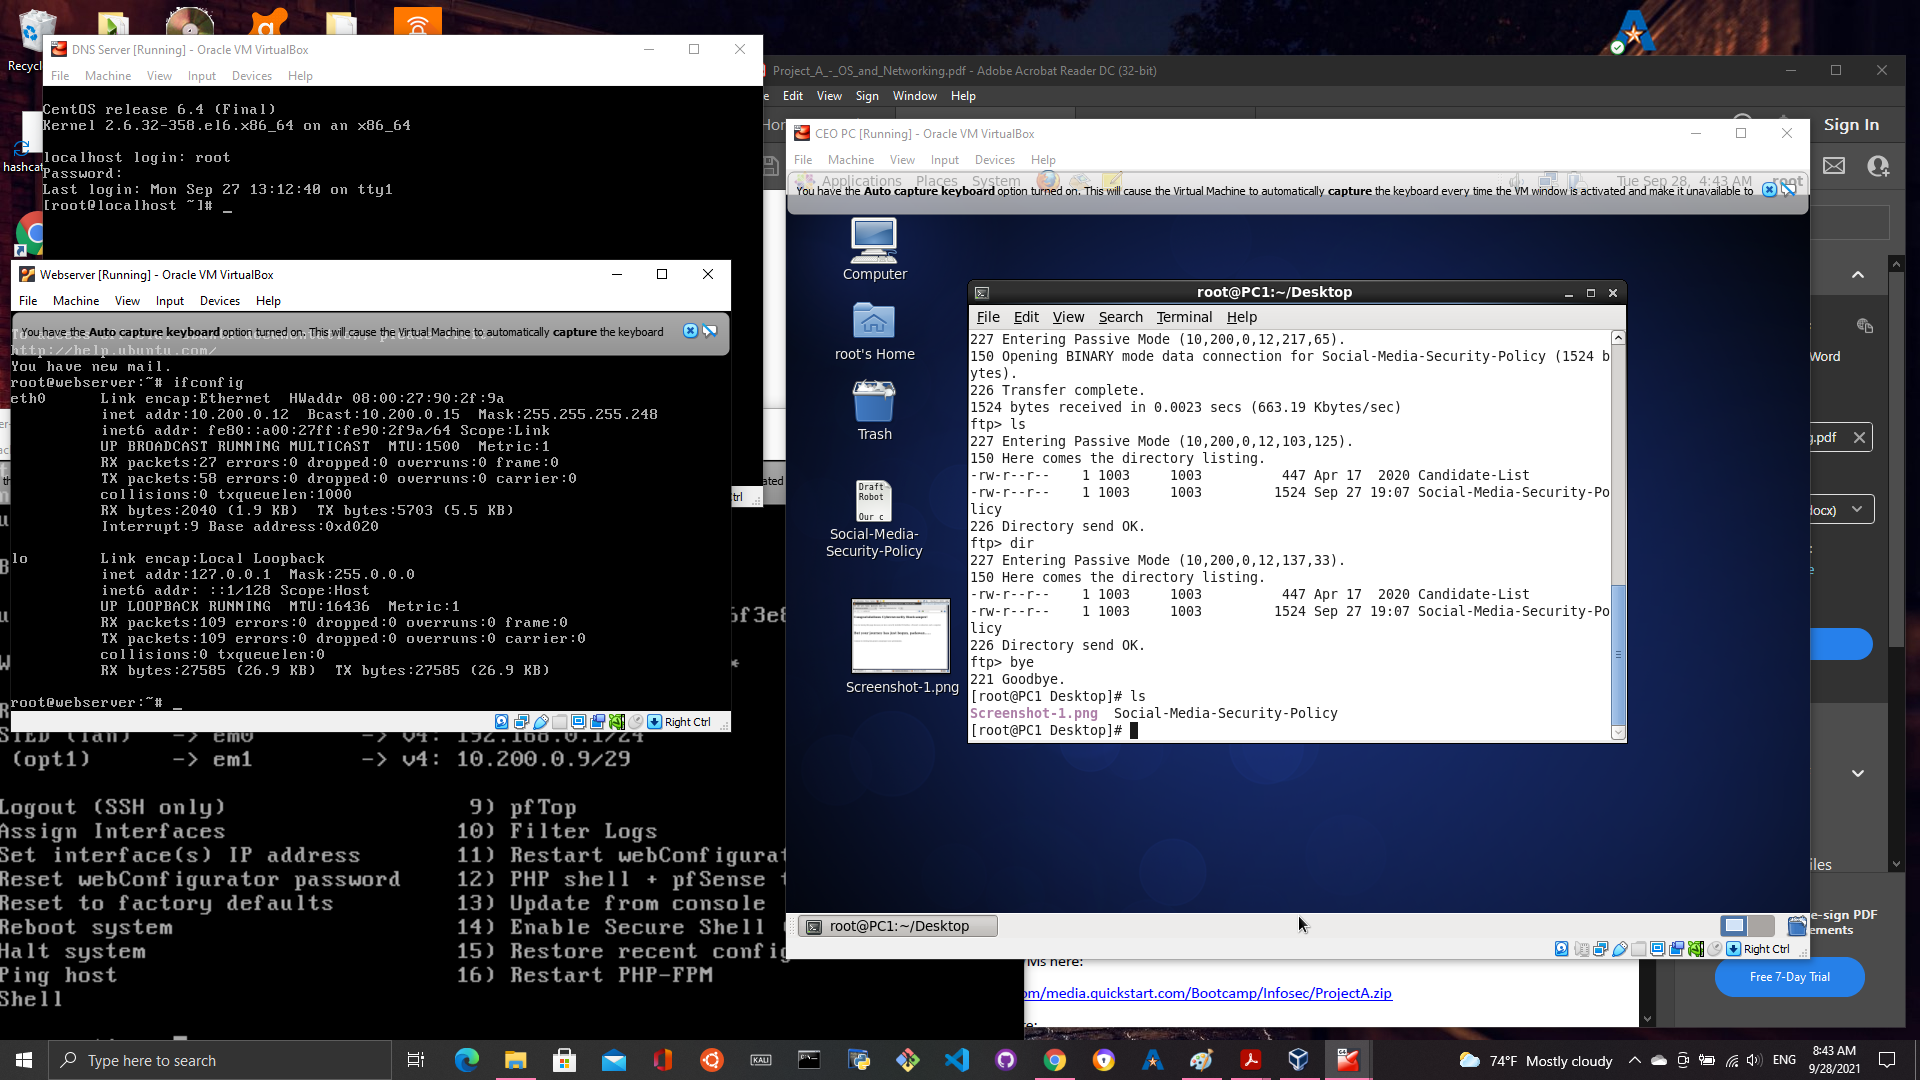 Recycl
hashcat
DNS Server [Running] - Oracle VM VirtualBox
File Machine View Input Devices Help
CentOS release 6.4 (Final)
Kernel 2.6.32-358.el6.x86_64 on an x86_64
localhost login: root
Password:
Last login: Mon Sep 27 13:12:40 on tty1
[root@localhost ~]# _
Webserver [Running] - Oracle VM VirtualBox
File Machine View Input Devices Help
You have the Auto capture keyboard option turned on. This will cause the Virtual Machine to automatically capture the keyboard
http://help.ubuntu.com/
You have new mail.
root@webserver:~# ifconfig
eth0 Link encap:Ethernet HWaddr 08:00:27:90:2f:9a
inet addr:10.200.0.12 Bcast:10.200.0.15 Mask:255.255.255.248
inet6 addr: fe80::a00:27ff:fe90:2f9a/64 Scope:Link
UP BROADCAST RUNNING MULTICAST MTU:1500 Metric:1
RX packets:27 errors:0 dropped:0 overruns:0 frame:0
TX packets:58 errors:0 dropped:0 overruns:0 carrier:0
collisions:0 txqueuelen:1000
RX bytes:2040 (1.9 KB) TX bytes:5703 (5.5 KB)
Interrupt:9 Base address:0xd020
lo Link encap:Local Loopback
inet addr:127.0.0.1 Mask:255.0.0.0
inet6 addr: ::1/128 Scope:Host
UP LOOPBACK RUNNING MTU:16436 Metric:1
RX packets:109 errors:0 dropped:0 overruns:0 frame:0
TX packets:109 errors:0 dropped:0 overruns:0 carrier:0
collisions:0 txqueuelen:0
RX bytes:27585 (26.9 KB) TX bytes:27585 (26.9 KB)
root@webserver:~# _
Right Ctrl
(lan) -> em0 -> v4: 192.168.0.1/24
(opt1) -> em1 -> v4: 10.200.0.9/29
Logout (SSH only) 9) pfTop
Assign Interfaces 10) Filter Logs
Set interface(s) IP address 11) Restart webConfigurat
Reset webConfigurator password 12) PHP shell + pfSense t
Reset to factory defaults 13) Update from console
Reboot system 14) Enable Secure Shell (
Halt system 15) Restore recent config
Ping host 16) Restart PHP-FPM
Shell
Project_A_-_OS_and_Networking.pdf - Adobe Acrobat Reader DC (32-bit)
e Edit View Sign Window Help
Sign In
CEO PC [Running] - Oracle VM VirtualBox
File Machine View Input Devices Help
Applications Places System Tue Sep 28, 4:43 AM root
You have the Auto capture keyboard option turned on. This will cause the Virtual Machine to automatically capture the keyboard every time the VM window is activated and make it unavailable to
Computer
root's Home
Trash
Draft
Robot
Our c
Social-Media-
Security-Policy
Screenshot-1.png
root@PC1:~/Desktop
File Edit View Search Terminal Help
227 Entering Passive Mode (10,200,0,12,217,65).
150 Opening BINARY mode data connection for Social-Media-Security-Policy (1524 b
ytes).
226 Transfer complete.
1524 bytes received in 0.0023 secs (663.19 Kbytes/sec)
ftp> ls
227 Entering Passive Mode (10,200,0,12,103,125).
150 Here comes the directory listing.
-rw-r--r-- 1 1003 1003 447 Apr 17 2020 Candidate-List
-rw-r--r-- 1 1003 1003 1524 Sep 27 19:07 Social-Media-Security-Po
licy
226 Directory send OK.
ftp> dir
227 Entering Passive Mode (10,200,0,12,137,33).
150 Here comes the directory listing.
-rw-r--r-- 1 1003 1003 447 Apr 17 2020 Candidate-List
-rw-r--r-- 1 1003 1003 1524 Sep 27 19:07 Social-Media-Security-Po
licy
226 Directory send OK.
ftp> bye
221 Goodbye.
[root@PC1 Desktop]# ls
Screenshot-1.png Social-Media-Security-Policy
[root@PC1 Desktop]#
root@PC1:~/Desktop
Right Ctrl
Word
g.pdf
docx)
iles
e-sign PDF
ements
Free 7-Day Trial
Ms here:
om/media.quickstart.com/Bootcamp/Infosec/ProjectA.zip
Type here to search
KALI
74°F Mostly cloudy
ENG
8:43 AM
9/28/2021